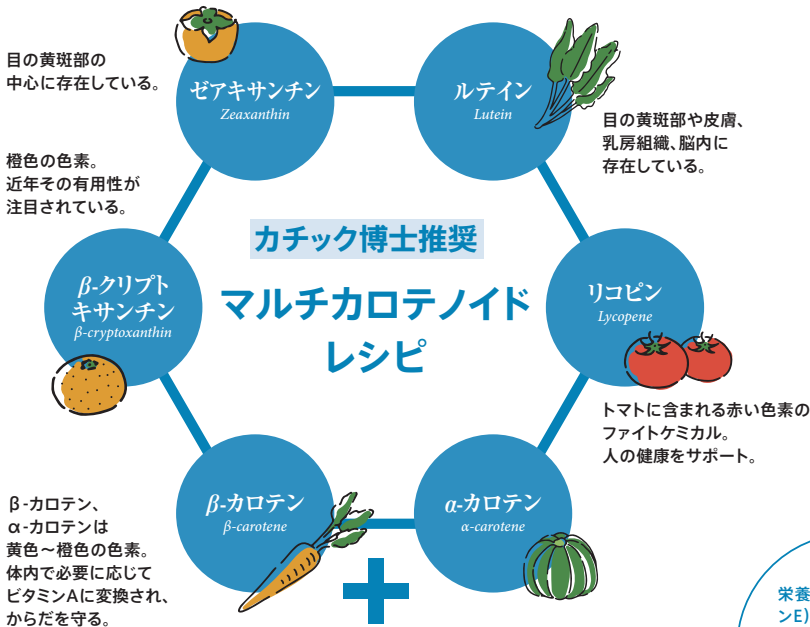 目の黄斑部の
中心に存在している。
ゼアキサンチン
Zeaxanthin
ルテイン
Lutein
目の黄斑部や皮膚、
乳房組織、脳内に
存在している。
橙色の色素。
近年その有用性が
注目されている。
カチック博士推奨
マルチカロテノイド
レシピ
β-クリプト
キサンチン
β-cryptoxanthin
リコピン
Lycopene
トマトに含まれる赤い色素の
ファイトケミカル。
人の健康をサポート。
β-カロテン
β-carotene
α-カロテン
α-carotene
β-カロテン、
α-カロテンは
黄色～橙色の色素。
体内で必要に応じて
ビタミンAに変換され、
からだを守る。
+
栄養
ンE)